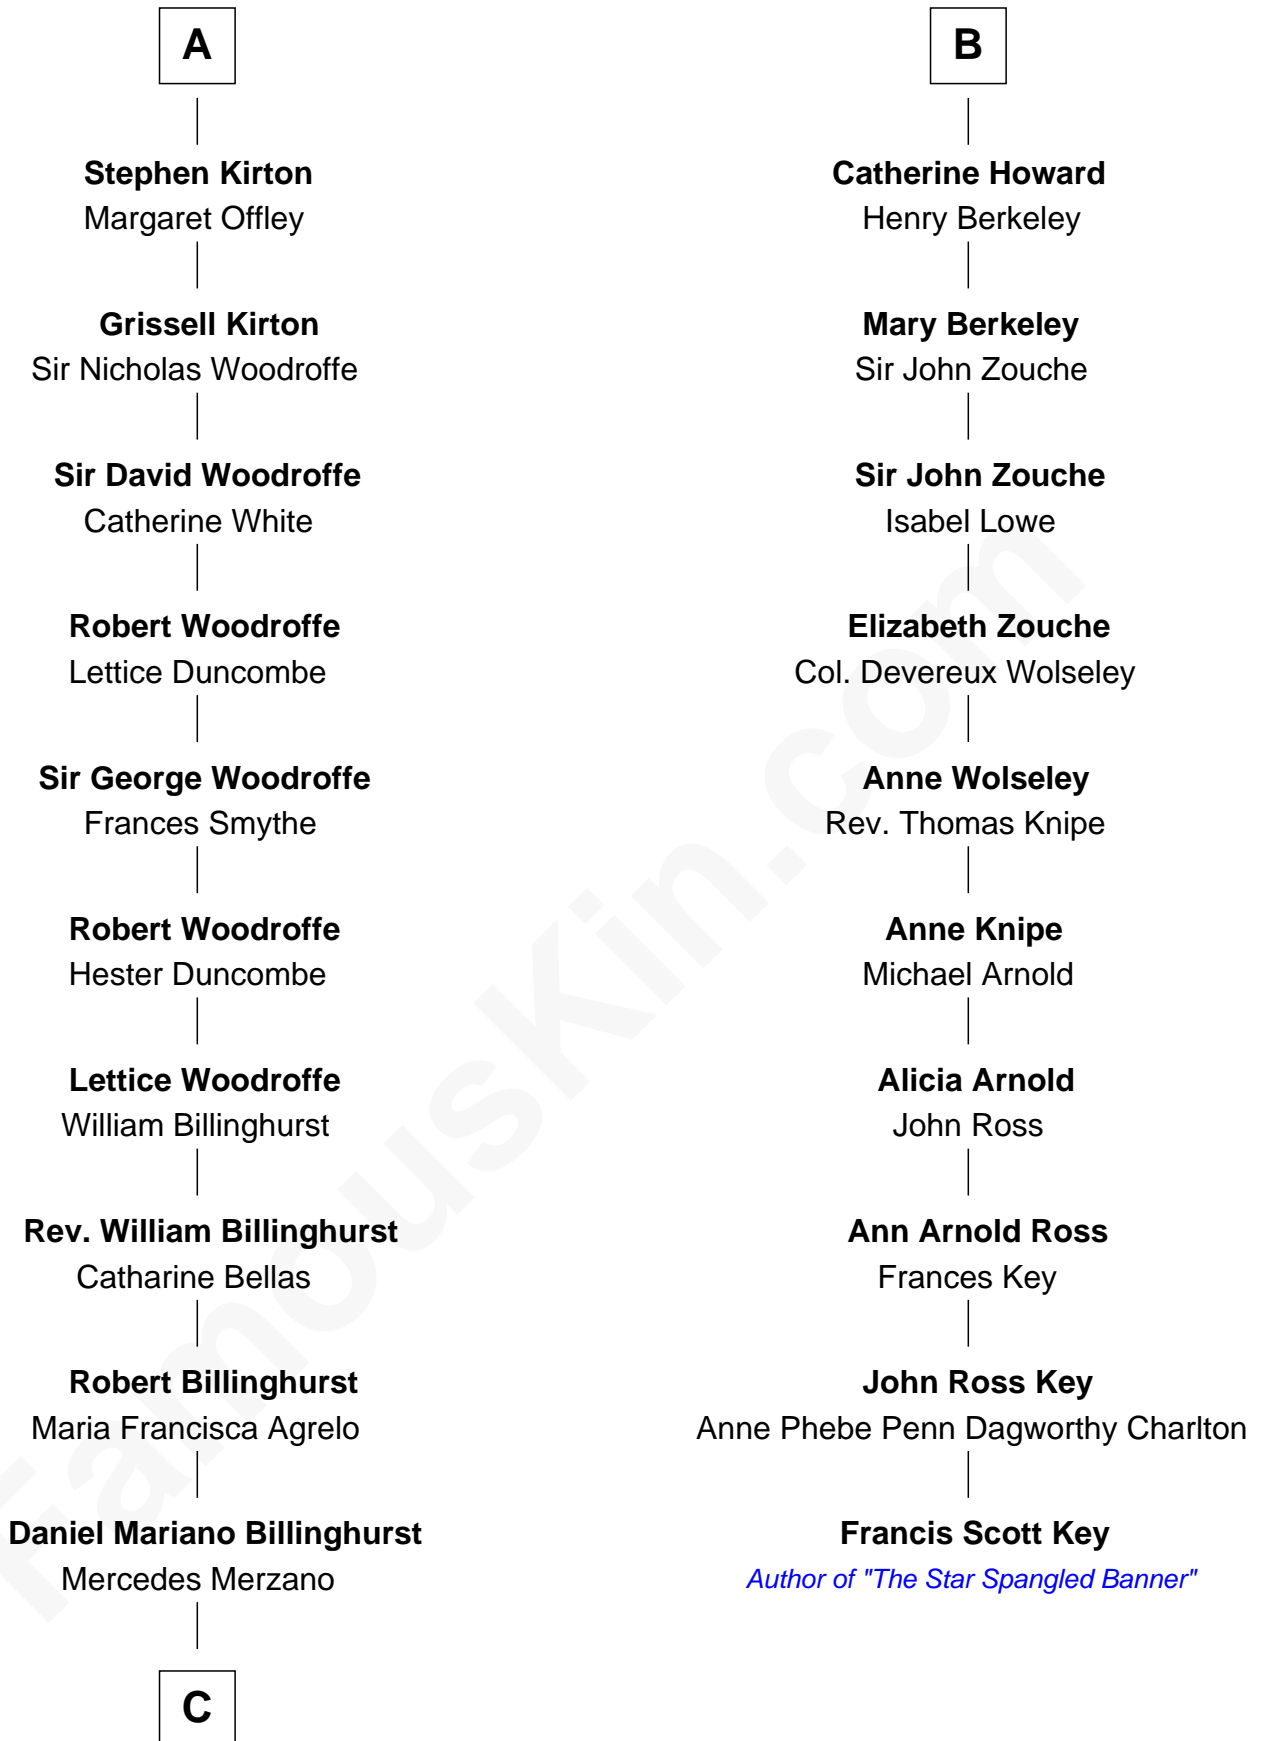 A
Stephen Kirton
Margaret Offley
Grissell Kirton
Sir Nicholas Woodroffe
Sir David Woodroffe
Catherine White
Robert Woodroffe
Lettice Duncombe
Sir George Woodroffe
Frances Smythe
Robert Woodroffe
Hester Duncombe
Lettice Woodroffe
William Billinghurst
Rev. William Billinghurst
Catharine Bellas
Robert Billinghurst
Maria Francisca Agrelo
Daniel Mariano Billinghurst
Mercedes Merzano
C
B
Catherine Howard
Henry Berkeley
Mary Berkeley
Sir John Zouche
Sir John Zouche
Isabel Lowe
Elizabeth Zouche
Col. Devereux Wolseley
Anne Wolseley
Rev. Thomas Knipe
Anne Knipe
Michael Arnold
Alicia Arnold
John Ross
Ann Arnold Ross
Frances Key
John Ross Key
Anne Phebe Penn Dagworthy Charlton
Francis Scott Key
Author of "The Star Spangled Banner"
FamousKin.com